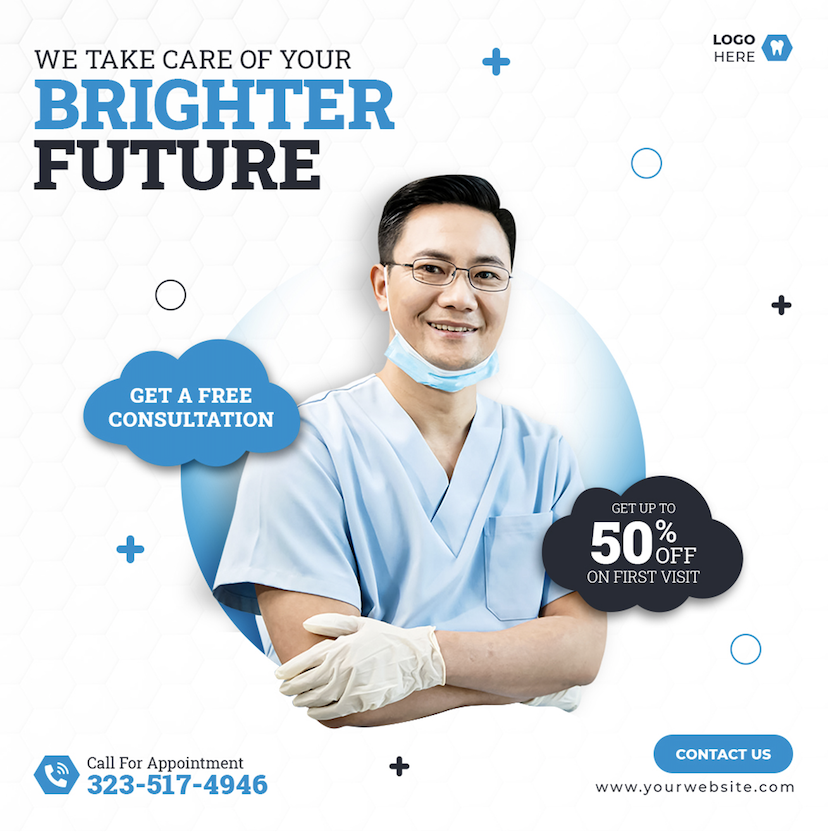 WE TAKE CARE OF YOUR
BRIGHTER
FUTURE
LOGO
HERE
GET A FREE
CONSULTATION
GET UP TO
50% OFF
ON FIRST VISIT
Call For Appointment
323-517-4946
CONTACT US
www.yourwebsite.com